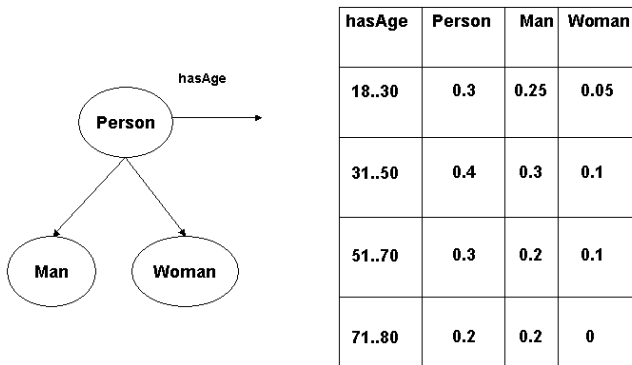 hasAge
Person
Man
Woman
hasAge Person Man Woman
18..30 0.3 0.25 0.05
31..50 0.4 0.3 0.1
51..70 0.3 0.2 0.1
71..80 0.2 0.2 0